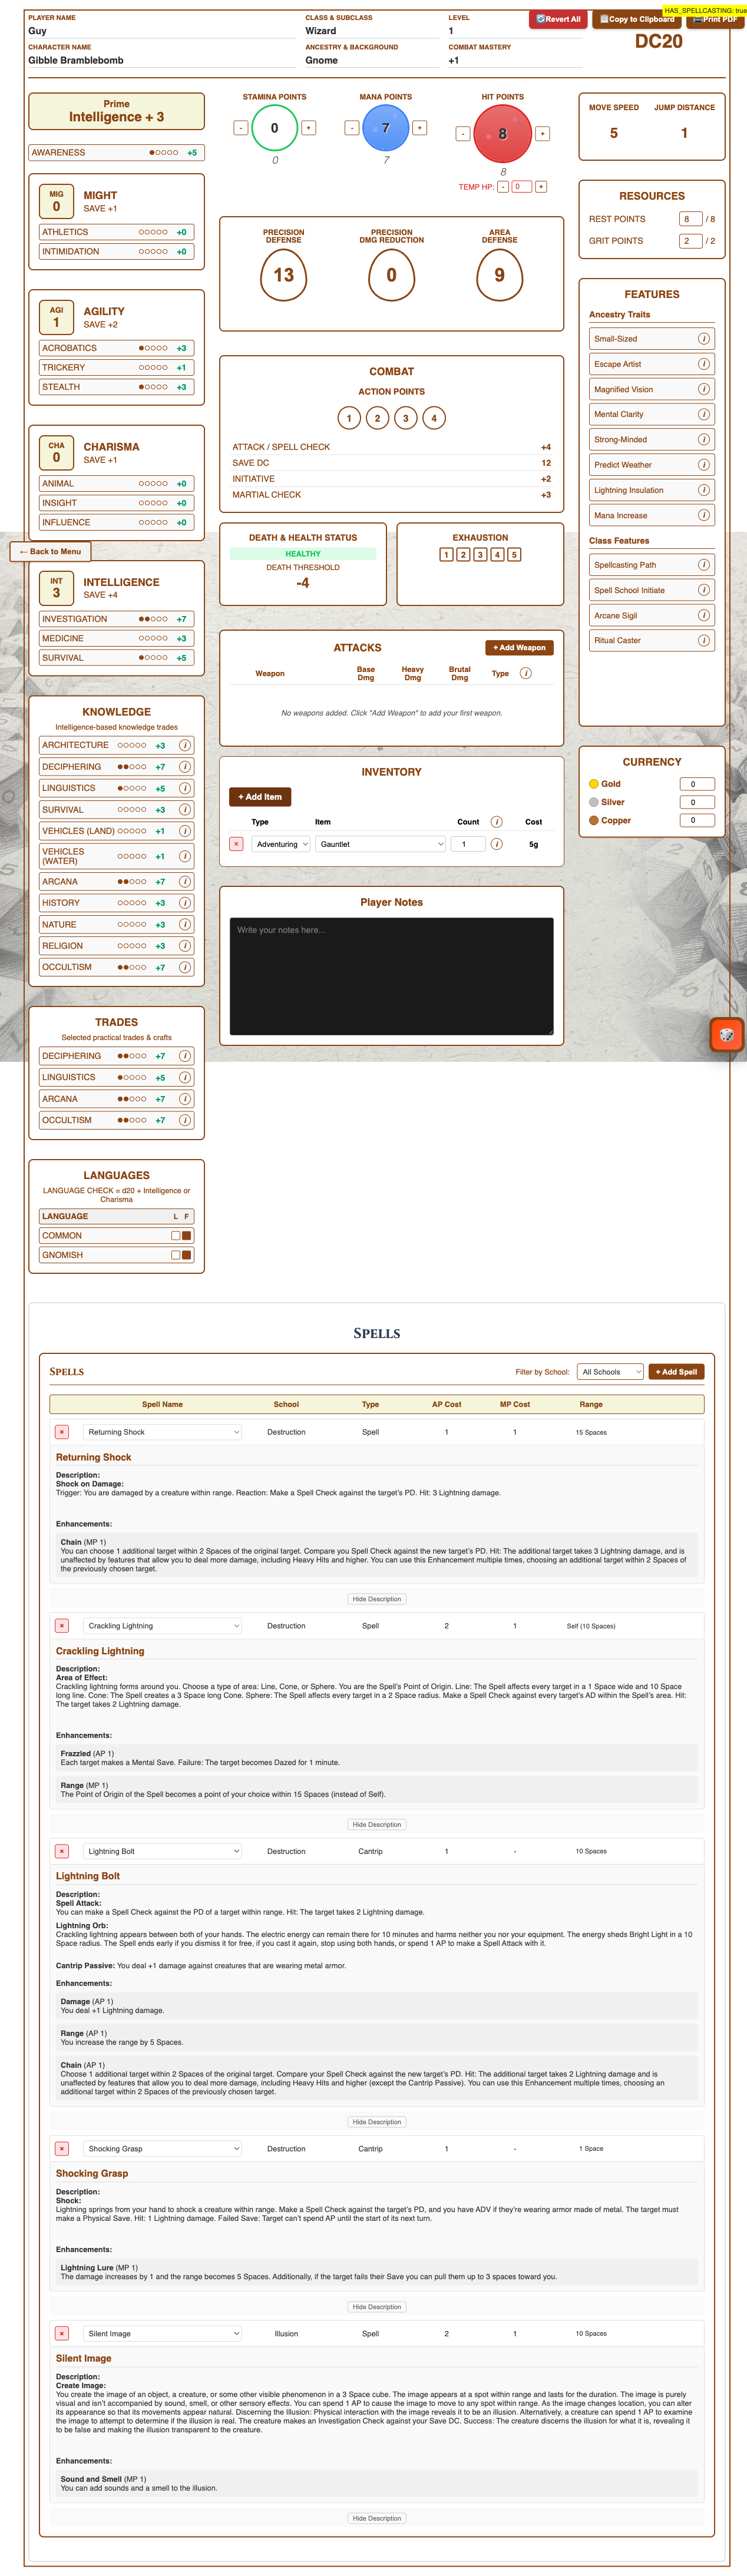 HAS_SPELLCASTING: true
Revert All
Copy to Clipboard
Print PDF
PLAYER NAME
Guy
CLASS & SUBCLASS
Wizard
LEVEL
1
CHARACTER NAME
Gibble Bramblebomb
ANCESTRY & BACKGROUND
Gnome
COMBAT MASTERY
+1
DC20
Prime
Intelligence + 3
AWARENESS +5
MIG
0
MIGHT
SAVE +1
ATHLETICS +0
INTIMIDATION +0
AGI
1
AGILITY
SAVE +2
ACROBATICS +3
TRICKERY +1
STEALTH +3
CHA
0
CHARISMA
SAVE +1
ANIMAL +0
INSIGHT +0
INFLUENCE +0
← Back to Menu
INT
3
INTELLIGENCE
SAVE +4
INVESTIGATION +7
MEDICINE +3
SURVIVAL +5
KNOWLEDGE
Intelligence-based knowledge trades
ARCHITECTURE +3 i
DECIPHERING +7 i
LINGUISTICS +5 i
SURVIVAL +3 i
VEHICLES (LAND) +1 i
VEHICLES
(WATER) +1 i
ARCANA +7 i
HISTORY +3 i
NATURE +3 i
RELIGION +3 i
OCCULTISM +7 i
TRADES
Selected practical trades & crafts
DECIPHERING +7 i
LINGUISTICS +5 i
ARCANA +7 i
OCCULTISM +7 i
LANGUAGES
LANGUAGE CHECK = d20 + Intelligence or
Charisma
LANGUAGE L F
COMMON
GNOMISH
STAMINA POINTS
- 0 +
0
MANA POINTS
- 7 +
7
HIT POINTS
- 8 +
8
TEMP HP: - 0 +
PRECISION
DEFENSE
13
PRECISION
DMG REDUCTION
0
AREA
DEFENSE
9
COMBAT
ACTION POINTS
1 2 3 4
ATTACK / SPELL CHECK +4
SAVE DC 12
INITIATIVE +2
MARTIAL CHECK +3
DEATH & HEALTH STATUS
HEALTHY
DEATH THRESHOLD
-4
EXHAUSTION
1 2 3 4 5
ATTACKS
+ Add Weapon
Weapon Base Dmg Heavy Dmg Brutal Dmg Type i
No weapons added. Click "Add Weapon" to add your first weapon.
INVENTORY
+ Add Item
Type Item Count i Cost
× Adventuring Gauntlet 1 i 5g
Player Notes
Write your notes here...
MOVE SPEED
5
JUMP DISTANCE
1
RESOURCES
REST POINTS 8 / 8
GRIT POINTS 2 / 2
FEATURES
Ancestry Traits
Small-Sized i
Escape Artist i
Magnified Vision i
Mental Clarity i
Strong-Minded i
Predict Weather i
Lightning Insulation i
Mana Increase i
Class Features
Spellcasting Path i
Spell School Initiate i
Arcane Sigil i
Ritual Caster i
CURRENCY
Gold 0
Silver 0
Copper 0
SPELLS
SPELLS
Filter by School: All Schools + Add Spell
Spell Name School Type AP Cost MP Cost Range
× Returning Shock Destruction Spell 1 1 15 Spaces
Returning Shock
Description:
Shock on Damage:
Trigger: You are damaged by a creature within range. Reaction: Make a Spell Check against the target's PD. Hit: 3 Lightning damage.
Enhancements:
Chain (MP 1)
You can choose 1 additional target within 2 Spaces of the original target. Compare you Spell Check against the new target's PD. Hit: The additional target takes 3 Lightning damage, and is
unaffected by features that allow you to deal more damage, including Heavy Hits and higher. You can use this Enhancement multiple times, choosing an additional target within 2 Spaces of
the previously chosen target.
Hide Description
× Crackling Lightning Destruction Spell 2 1 Self (10 Spaces)
Crackling Lightning
Description:
Area of Effect:
Crackling lightning forms around you. Choose a type of area: Line, Cone, or Sphere. You are the Spell's Point of Origin. Line: The Spell affects every target in a 1 Space wide and 10 Space
long line. Cone: The Spell creates a 3 Space long Cone. Sphere: The Spell affects every target in a 2 Space radius. Make a Spell Check against every target's AD within the Spell's area. Hit:
The target takes 2 Lightning damage.
Enhancements:
Frazzled (AP 1)
Each target makes a Mental Save. Failure: The target becomes Dazed for 1 minute.
Range (MP 1)
The Point of Origin of the Spell becomes a point of your choice within 15 Spaces (instead of Self).
Hide Description
× Lightning Bolt Destruction Cantrip 1 - 10 Spaces
Lightning Bolt
Description:
Spell Attack:
You can make a Spell Check against the PD of a target within range. Hit: The target takes 2 Lightning damage.
Lightning Orb:
Crackling lightning appears between both of your hands. The electric energy can remain there for 10 minutes and harms neither you nor your equipment. The energy sheds Bright Light in a 10
Space radius. The Spell ends early if you dismiss it for free, if you cast it again, stop using both hands, or spend 1 AP to make a Spell Attack with it.
Cantrip Passive: You deal +1 damage against creatures that are wearing metal armor.
Enhancements:
Damage (AP 1)
You deal +1 Lightning damage.
Range (AP 1)
You increase the range by 5 Spaces.
Chain (AP 1)
Choose 1 additional target within 2 Spaces of the original target. Compare your Spell Check against the new target's PD. Hit: The additional target takes 2 Lightning damage and is
unaffected by features that allow you to deal more damage, including Heavy Hits and higher (except the Cantrip Passive). You can use this Enhancement multiple times, choosing an
additional target within 2 Spaces of the previously chosen target.
Hide Description
× Shocking Grasp Destruction Cantrip 1 - 1 Space
Shocking Grasp
Description:
Shock:
Lightning springs from your hand to shock a creature within range. Make a Spell Check against the target's PD, and you have ADV if they're wearing armor made of metal. The target must
make a Physical Save. Hit: 1 Lightning damage. Failed Save: Target can't spend AP until the start of its next turn.
Enhancements:
Lightning Lure (MP 1)
The damage increases by 1 and the range becomes 5 Spaces. Additionally, if the target fails their Save you can pull them up to 3 spaces toward you.
Hide Description
× Silent Image Illusion Spell 2 1 10 Spaces
Silent Image
Description:
Create Image:
You create the image of an object, a creature, or some other visible phenomenon in a 3 Space cube. The image appears at a spot within range and lasts for the duration. The image is purely
visual and isn't accompanied by sound, smell, or other sensory effects. You can spend 1 AP to cause the image to move to any spot within range. As the image changes location, you can alter
its appearance so that its movements appear natural. Discerning the Illusion: Physical interaction with the image reveals it to be an illusion. Alternatively, a creature can spend 1 AP to examine
the image to attempt to determine if the illusion is real. The creature makes an Investigation Check against your Save DC. Success: The creature discerns the illusion for what it is, revealing it
to be false and making the illusion transparent to the creature.
Enhancements:
Sound and Smell (MP 1)
You can add sounds and a smell to the illusion.
Hide Description